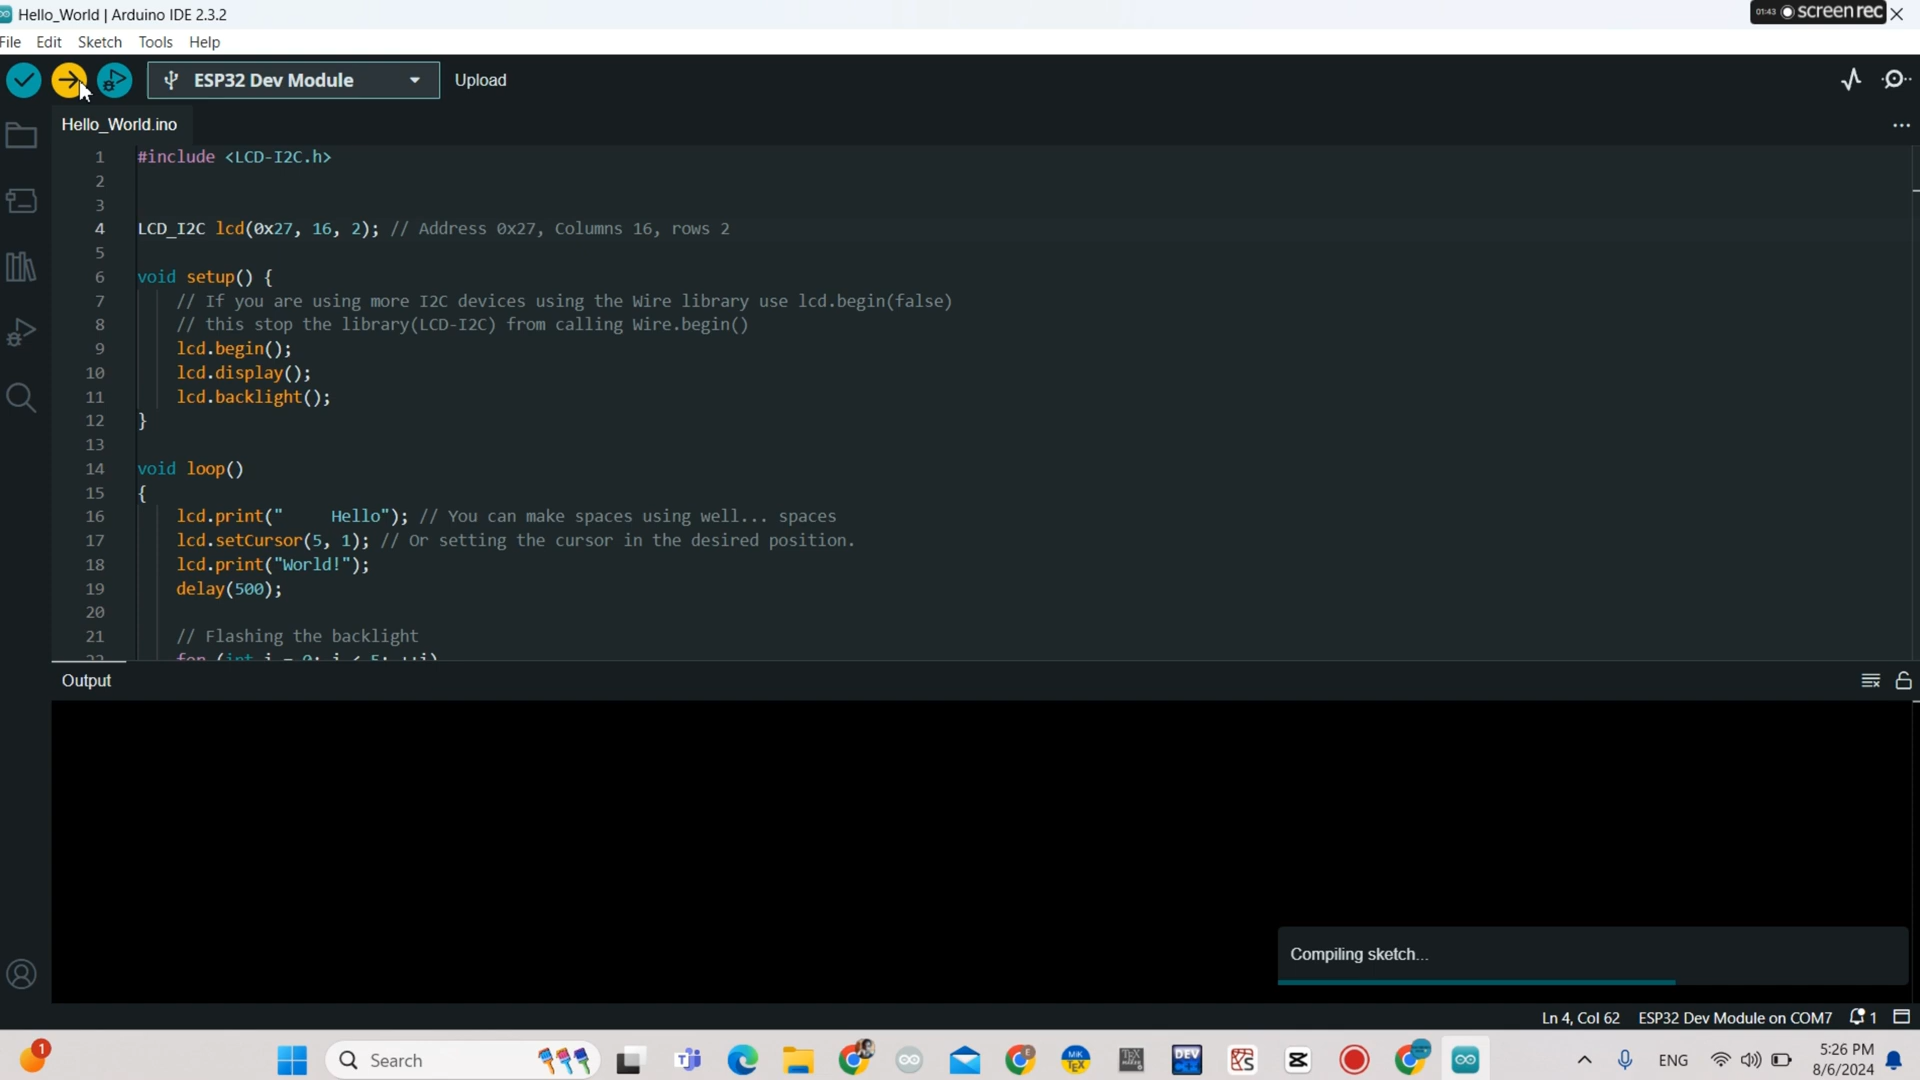 Hello_World | Arduino IDE 2.3.2
01:43 screen rec
File Edit Sketch Tools Help
ESP32 Dev Module Upload
Hello_World.ino
1 #include <LCD-I2C.h>
2
3
4 LCD_I2C lcd(0x27, 16, 2); // Address 0x27, Columns 16, rows 2
5
6 void setup() {
7 // If you are using more I2C devices using the Wire library use lcd.begin(false)
8 // this stop the library(LCD-I2C) from calling Wire.begin()
9 lcd.begin();
10 lcd.display();
11 lcd.backlight();
12 }
13
14 void loop()
15 {
16 lcd.print("     Hello"); // You can make spaces using well... spaces
17 lcd.setCursor(5, 1); // Or setting the cursor in the desired position.
18 lcd.print("World!");
19 delay(500);
20
21 // Flashing the backlight
22 for (int i = 0; i < 5; ++i)
Output
Compiling sketch...
Ln 4, Col 62 ESP32 Dev Module on COM7 1
1 Search MiK TEX DEV ENG 5:26 PM
8/6/2024